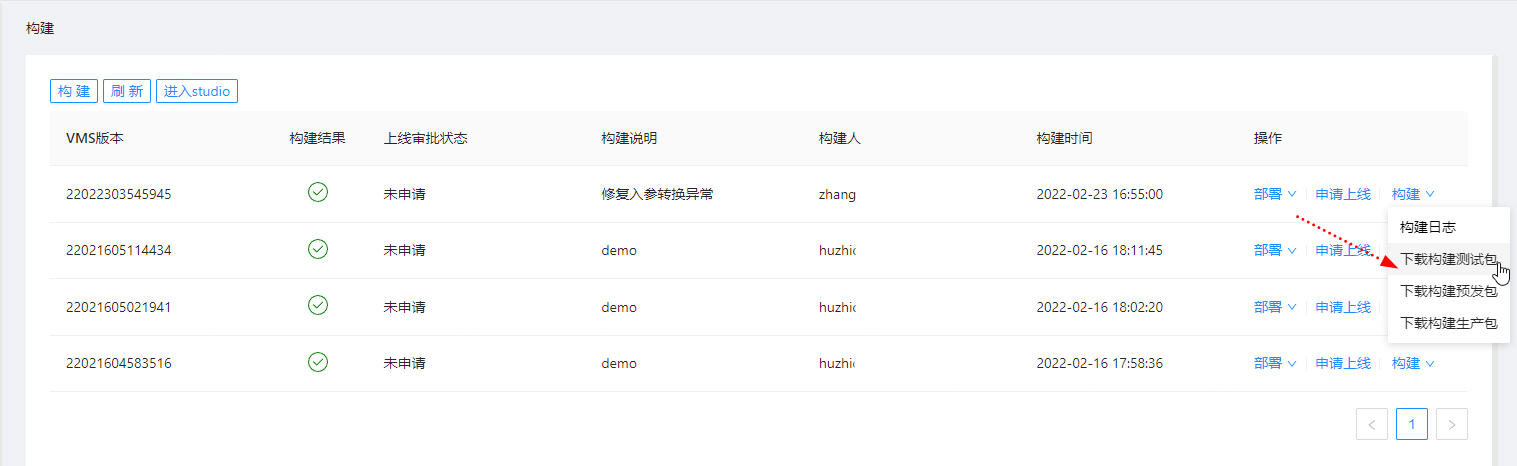 构建
构 建 刷 新 进入studio
VMS版本 构建结果 上线审批状态 构建说明 构建人 构建时间 操作
22022303545945 未申请 修复入参转换异常 zhang 2022-02-23 16:55:00 部署 申请上线 构建
构建日志
22021605114434 未申请 demo huzhi 2022-02-16 18:11:45 部署 申请上线
下载构建测试包
下载构建预发包
22021605021941 未申请 demo huzhi 2022-02-16 18:02:20 部署 申请上线
下载构建生产包
22021604583516 未申请 demo huzhi 2022-02-16 17:58:36 部署 申请上线 构建
< 1 >